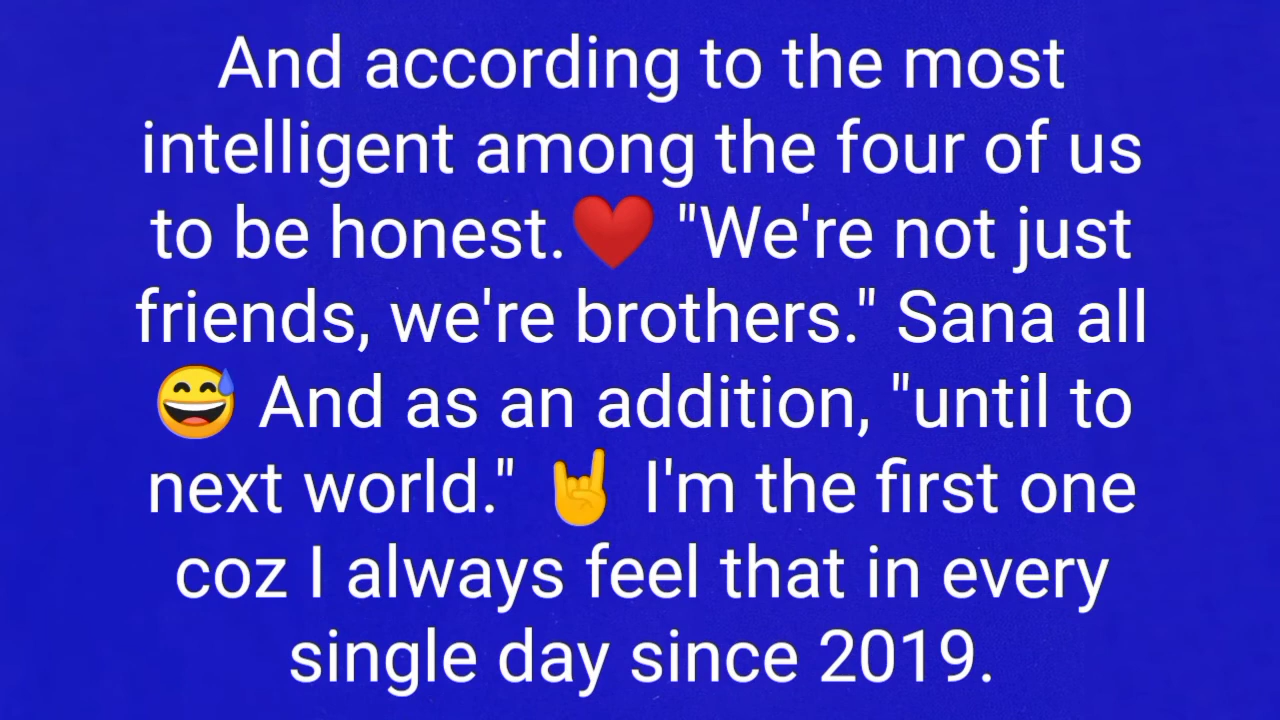 And according to the most
intelligent among the four of us
to be honest.❤️ "We're not just
friends, we're brothers." Sana all
😅 And as an addition, "until to
next world." 🤘 I'm the first one
coz I always feel that in every
single day since 2019.